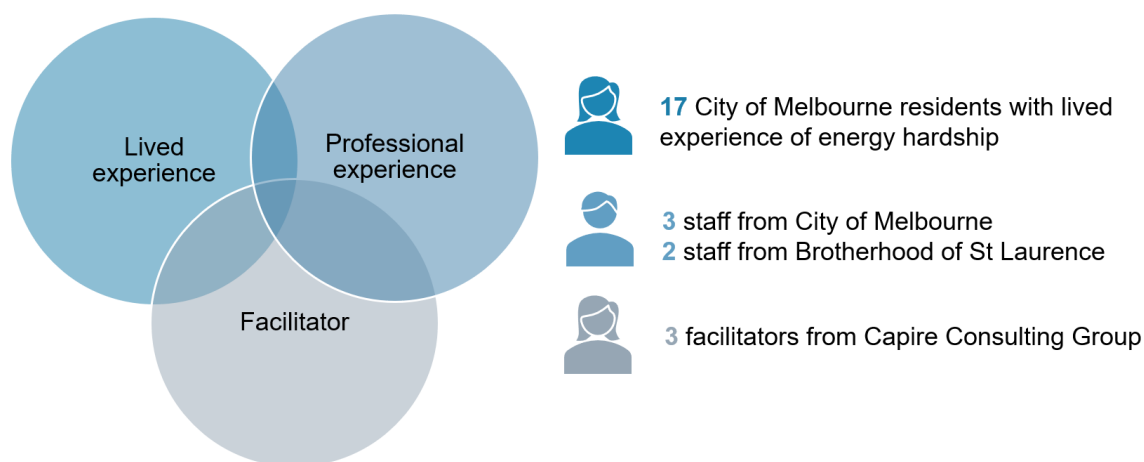 Lived
experience
Professional
experience
Facilitator
17 City of Melbourne residents with lived
experience of energy hardship
3 staff from City of Melbourne
2 staff from Brotherhood of St Laurence
3 facilitators from Capire Consulting Group